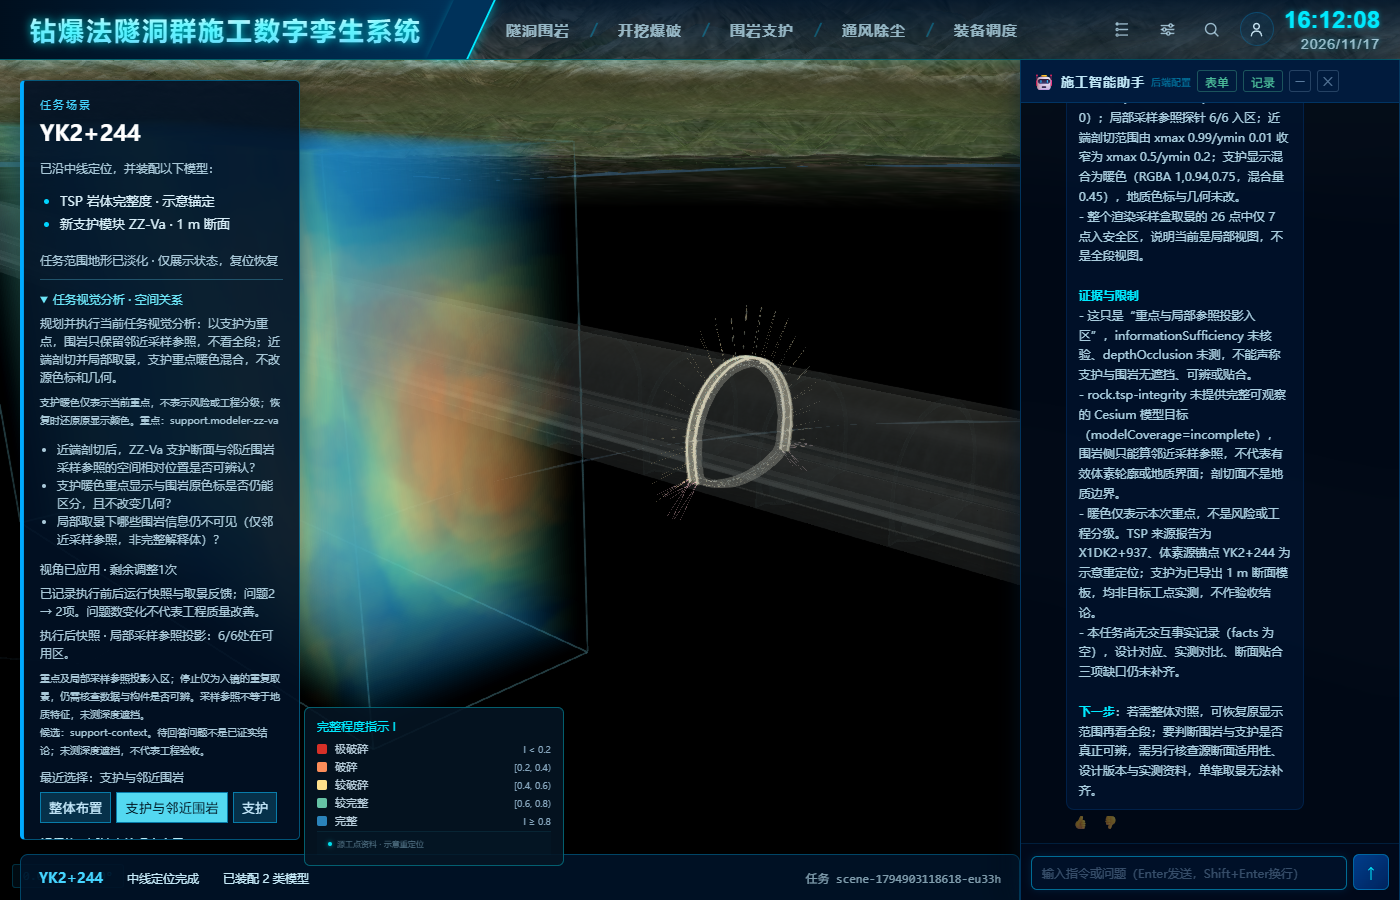 钻爆法隧洞群施工数字孪生系统
隧洞围岩 / 开挖爆破 / 围岩支护 / 通风除尘 / 装备调度
16:12:08
2026/11/17
任务场景
YK2+244
已沿中线定位，并装配以下模型：
• TSP 岩体完整度 · 示意锚定
• 新支护模块 ZZ-Va · 1 m 断面
任务范围地形已淡化 · 仅展示状态，复位恢复
▼ 任务视觉分析 · 空间关系
规划并执行当前任务视觉分析：以支护为重
点，围岩只保留邻近采样参照，不看全段；近
端剖切并局部取景，支护重点暖色混合，不改
源色标和几何。
支护暖色仅表示当前重点，不表示风险或工程分级；恢
复时还原原显示颜色。重点：support.modeler-zz-va
• 近端剖切后，ZZ-Va 支护断面与邻近围岩
采样参照的空间相对位置是否可辨认？
• 支护暖色重点显示与围岩原色标是否仍能
区分，且不改变几何？
• 局部取景下哪些围岩信息仍不可见（仅邻
近采样参照，非完整解释体）？
视角已应用 · 剩余调整1次
已记录执行前后运行快照与取景反馈；问题2
→ 2项。问题数变化不代表工程质量改善。
执行后快照 · 局部采样参照投影：6/6处在可
用区。
重点及局部采样参照投影入区；停止仅为入镜的重复取
景，仍需核查数据与构件是否可辨。采样参照不等于地
质特征，未测深度遮挡。
候选：support-context。待回答问题不是已证实结
论；未测深度遮挡，不代表工程验收。
最近选择：支护与邻近围岩
整体布置 支护与邻近围岩 支护
完整程度指示 I
极破碎 I < 0.2
破碎 [0.2, 0.4)
较破碎 [0.4, 0.6)
较完整 [0.6, 0.8)
完整 I ≥ 0.8
源工点资料 · 示意重定位
YK2+244 中线定位完成 已装配 2 类模型
任务 scene-1794903118618-eu33h
施工智能助手 后端配置 表单 记录
0）；局部采样参照探针 6/6 入区；近
端剖切范围由 xmax 0.99/ymin 0.01 收
窄为 xmax 0.5/ymin 0.2；支护显示混
合为暖色（RGBA 1,0.94,0.75，混合量
0.45），地质色标与几何未改。
- 整个渲染采样盒取景的 26 点中仅 7
点入安全区，说明当前是局部视图，不
是全段视图。
证据与限制
- 这只是“重点与局部参照投影入
区”，informationSufficiency 未核
验、depthOcclusion 未测，不能声称
支护与围岩无遮挡、可辨或贴合。
- rock.tsp-integrity 未提供完整可观察
的 Cesium 模型目标
（modelCoverage=incomplete），
围岩侧只能算邻近采样参照，不代表有
效体素轮廓或地质界面；剖切面不是地
质边界。
- 暖色仅表示本次重点，不是风险或工
程分级。TSP 来源报告为
X1DK2+937、体素源锚点 YK2+244 为
示意重定位；支护为已导出 1 m 断面模
板，均非目标工点实测，不作验收结
论。
- 本任务尚无交互事实记录（facts 为
空），设计对应、实测对比、断面贴合
三项缺口仍未补齐。
下一步：若需整体对照，可恢复原显示
范围再看全段；要判断围岩与支护是否
真正可辨，需另行核查源断面适用性、
设计版本与实测资料，单靠取景无法补
齐。
输入指令或问题（Enter发送，Shift+Enter换行）